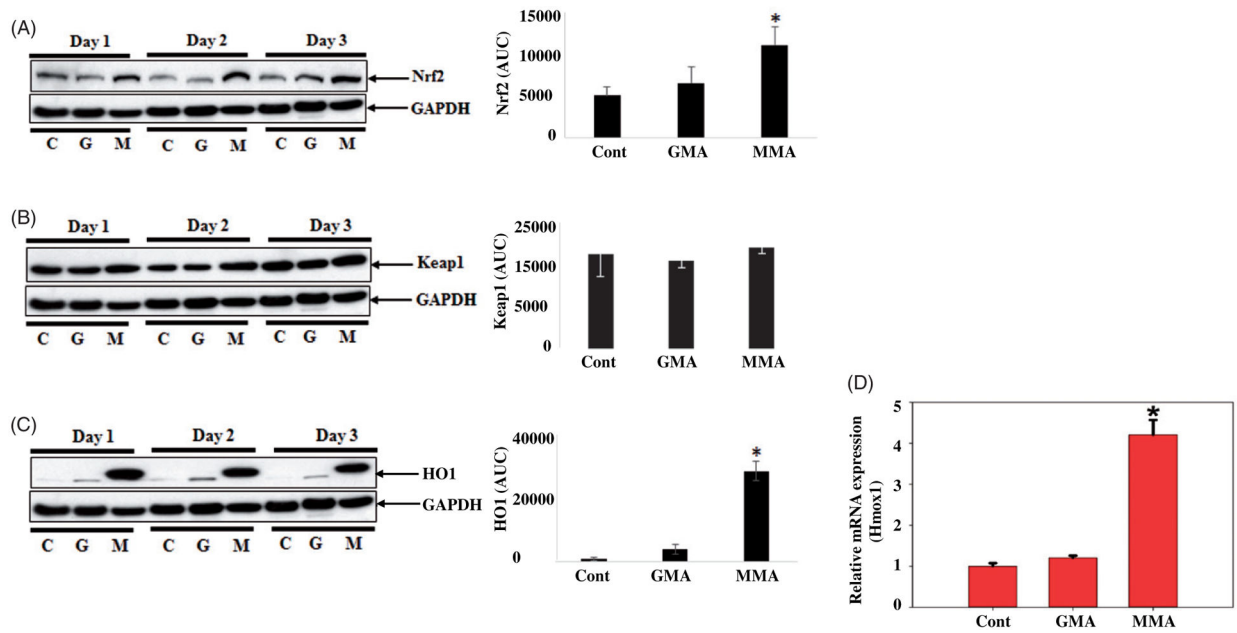 (A)
Day 1 Day 2 Day 3
Nrf2
GAPDH
C G M C G M C G M
Nrf2 (AUC)
15000
10000
5000
0
Cont GMA MMA
*
(B)
Day 1 Day 2 Day 3
Keap1
GAPDH
C G M C G M C G M
Keap1 (AUC)
25000
15000
5000
0
Cont GMA MMA
(C)
Day 1 Day 2 Day 3
HO1
GAPDH
C G M C G M C G M
HO1 (AUC)
40000
20000
0
Cont GMA MMA
*
(D)
Relative mRNA expression
(Hmox1)
5
4
3
2
1
0
Cont GMA MMA
*